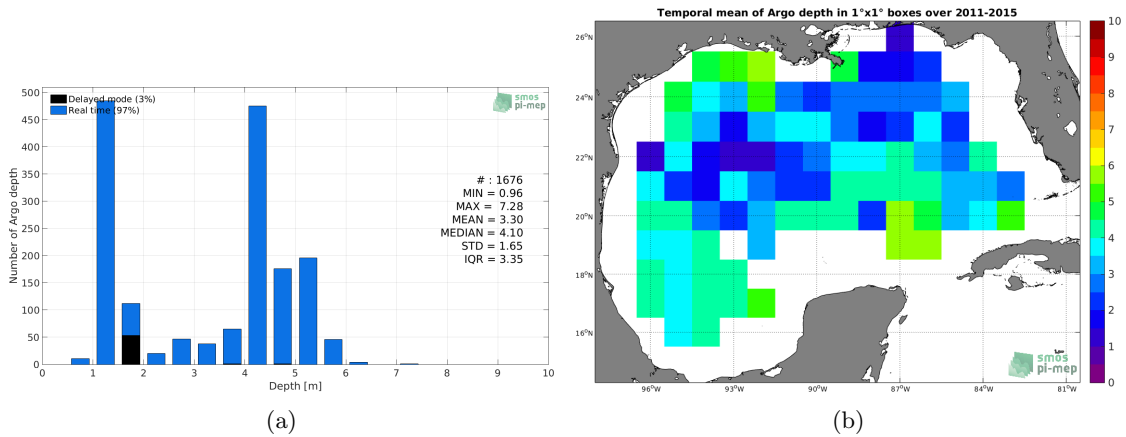 Delayed mode (3%)
Real time (97%)
smos
pi-mep
# : 1676
MIN = 0.96
MAX = 7.28
MEAN = 3.30
MEDIAN = 4.10
STD = 1.65
IQR = 3.35
Number of Argo depth
500
450
400
350
300
250
200
150
100
50
0
0 1 2 3 4 5 6 7 8 9 10
Depth [m]
(a)
Temporal mean of Argo depth in 1°x1° boxes over 2011-2015
26°N
24°N
22°N
20°N
18°N
16°N
96°W 93°W 90°W 87°W 84°W 81°W
smos
pi-mep
10
9
8
7
6
5
4
3
2
1
0
(b)